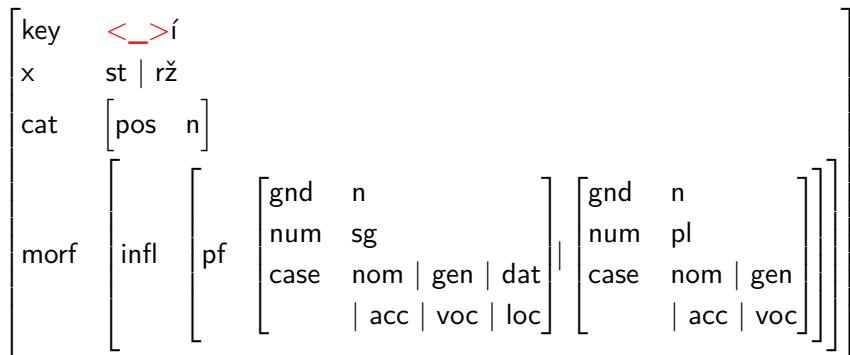 key <_>í
x st | rž
cat [pos n]
gnd n gnd n
num sg num pl
morf infl pf case nom | gen | dat | case nom | gen
| acc | voc | loc | acc | voc